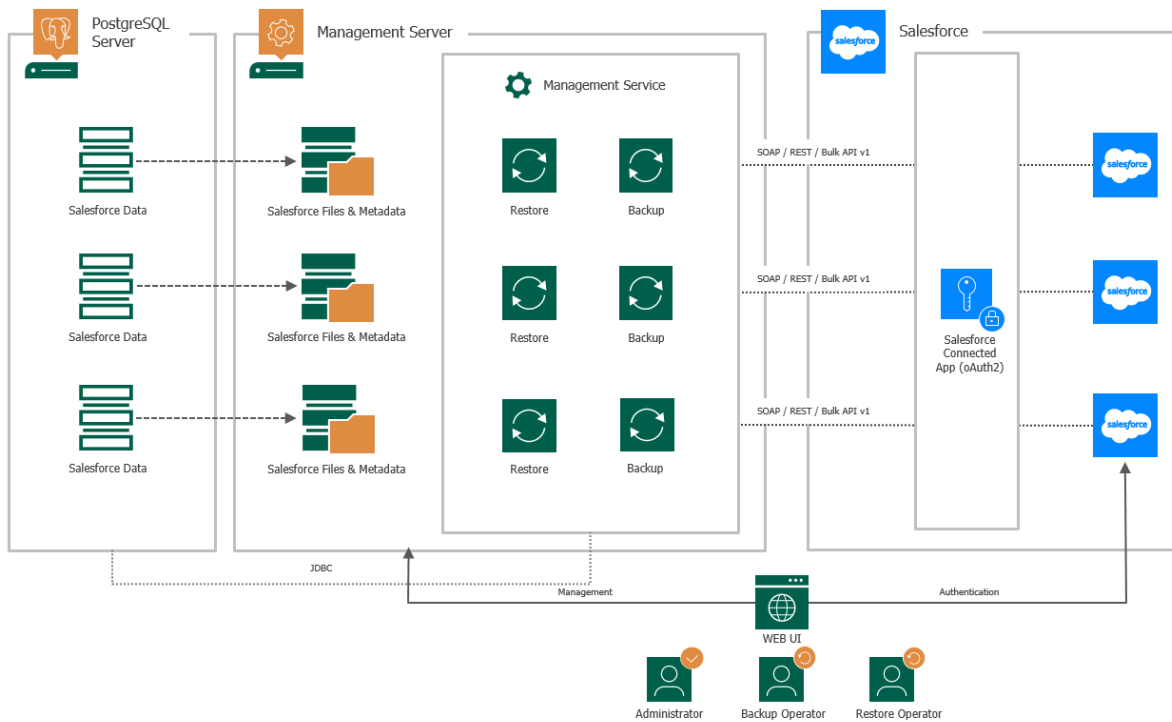 PostgreSQL
Server
Management Server
salesforce
Salesforce
Management Service
SOAP / REST / Bulk API v1
salesforce
Salesforce Data
Salesforce Files & Metadata
Restore
Backup
SOAP / REST / Bulk API v1
salesforce
Salesforce Data
Salesforce Files & Metadata
Restore
Backup
Salesforce
Connected
App (oAuth2)
SOAP / REST / Bulk API v1
salesforce
Salesforce Data
Salesforce Files & Metadata
Restore
Backup
JDBC
Management
Authentication
WEB UI
Administrator
Backup Operator
Restore Operator